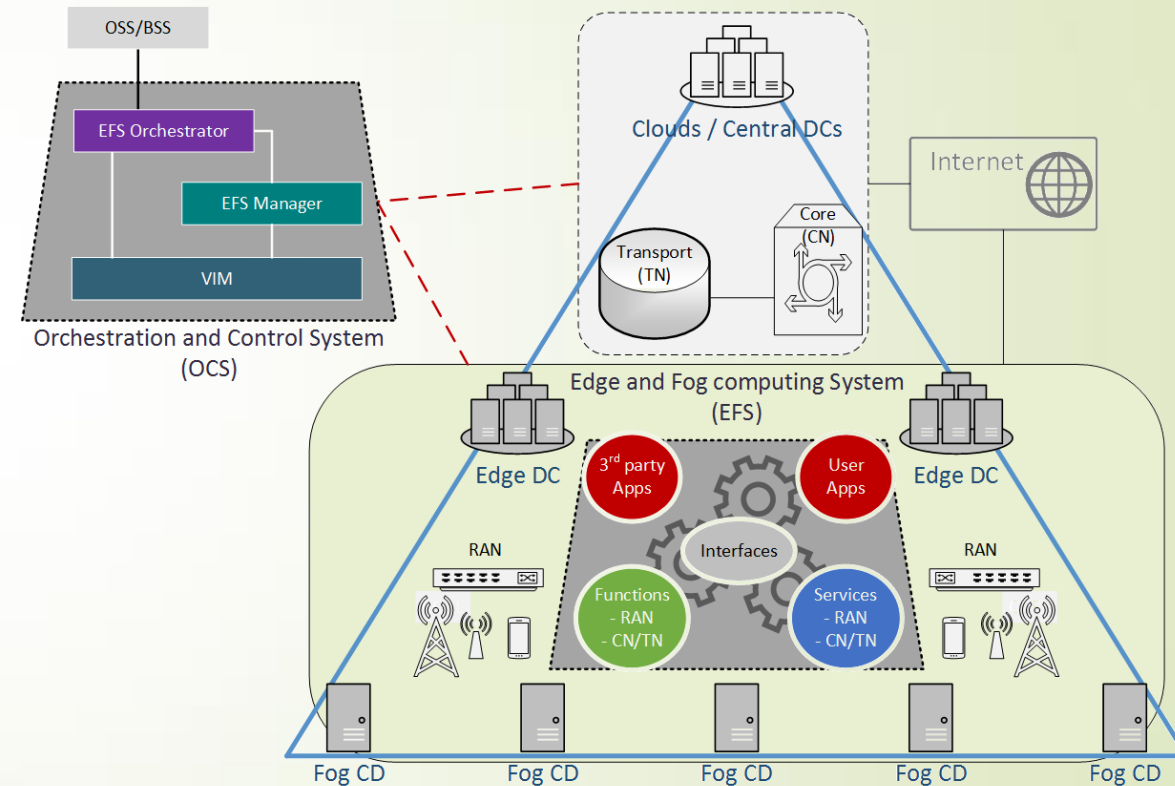 OSS/BSS
EFS Orchestrator
EFS Manager
VIM
Orchestration and Control System
(OCS)
Clouds / Central DCs
Internet
Core
(CN)
Transport
(TN)
Edge and Fog computing System
(EFS)
Edge DC
3rd party
Apps
User
Apps
Edge DC
RAN
Interfaces
RAN
Functions
- RAN
- CN/TN
Services
- RAN
- CN/TN
Fog CD
Fog CD
Fog CD
Fog CD
Fog CD